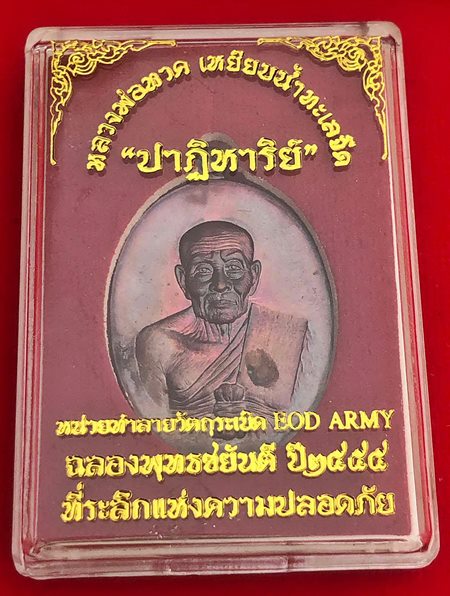 หลวงพ่อทวด เหยียบน้ำทะเลจืด
“ปาฏิหาริย์”
หน่วยทำลายวัตถุระเบิด EOD ARMY
ฉลองพุทธชยันตี ปี๒๕๕๕
ที่ระลึกแห่งความปลอดภัย